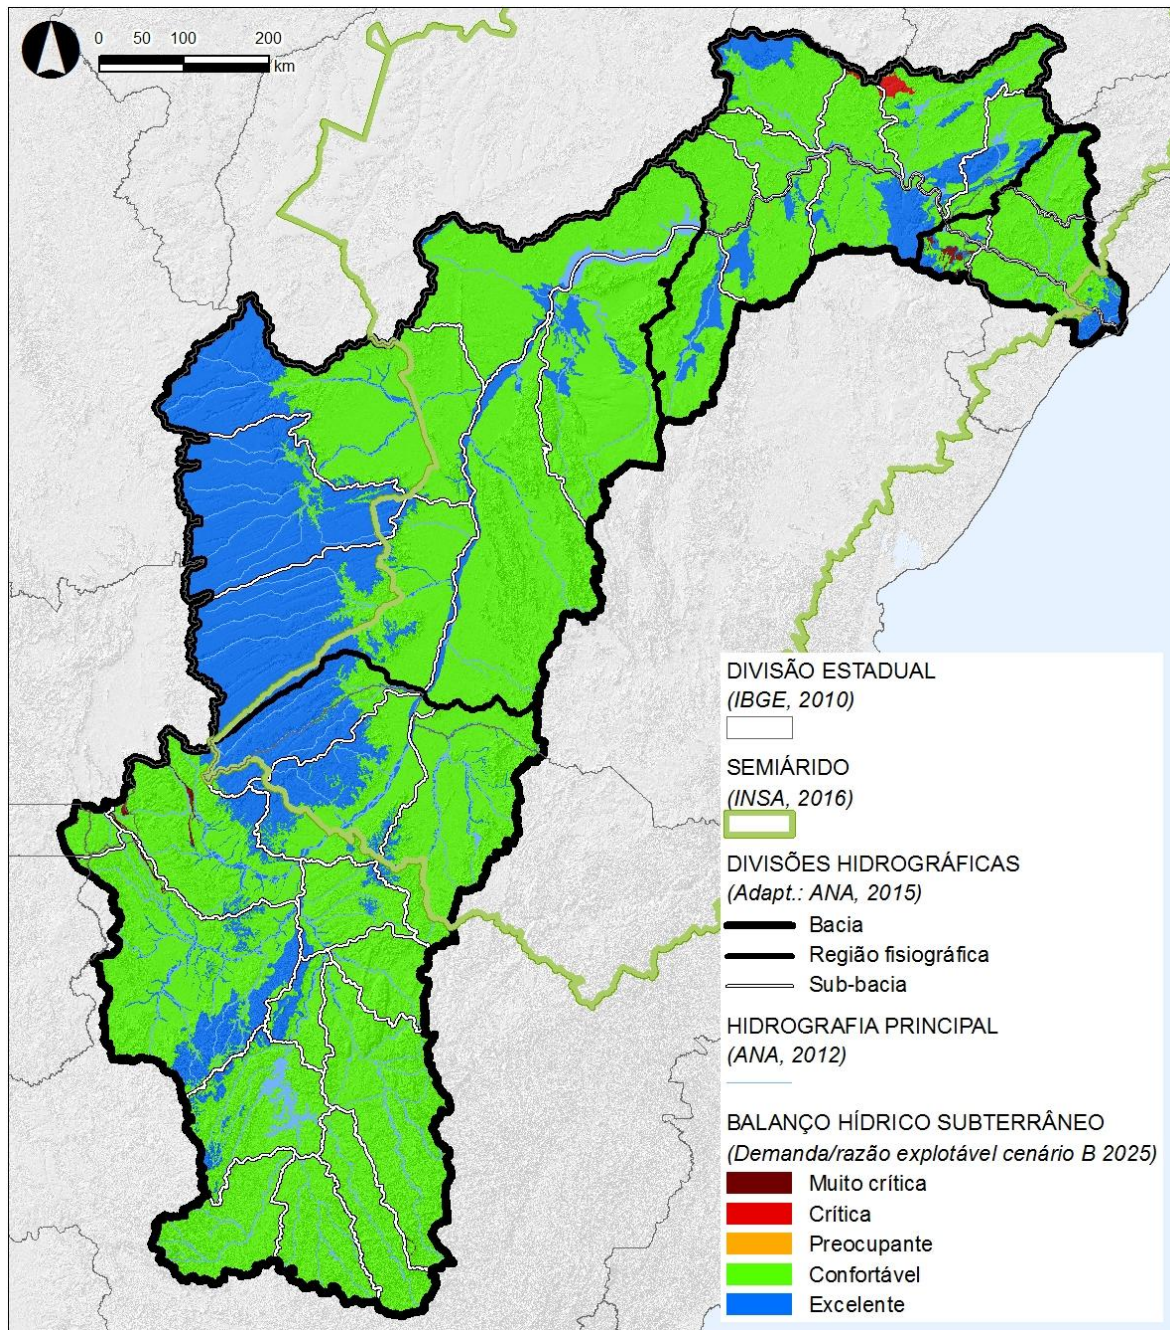 0 50 100 200
km
DIVISÃO ESTADUAL
(IBGE, 2010)
SEMIÁRIDO
(INSA, 2016)
DIVISÕES HIDROGRÁFICAS
(Adapt.: ANA, 2015)
Bacia
Região fisiográfica
Sub-bacia
HIDROGRAFIA PRINCIPAL
(ANA, 2012)
BALANÇO HÍDRICO SUBTERRÂNEO
(Demanda/razão explotável cenário B 2025)
Muito crítica
Crítica
Preocupante
Confortável
Excelente